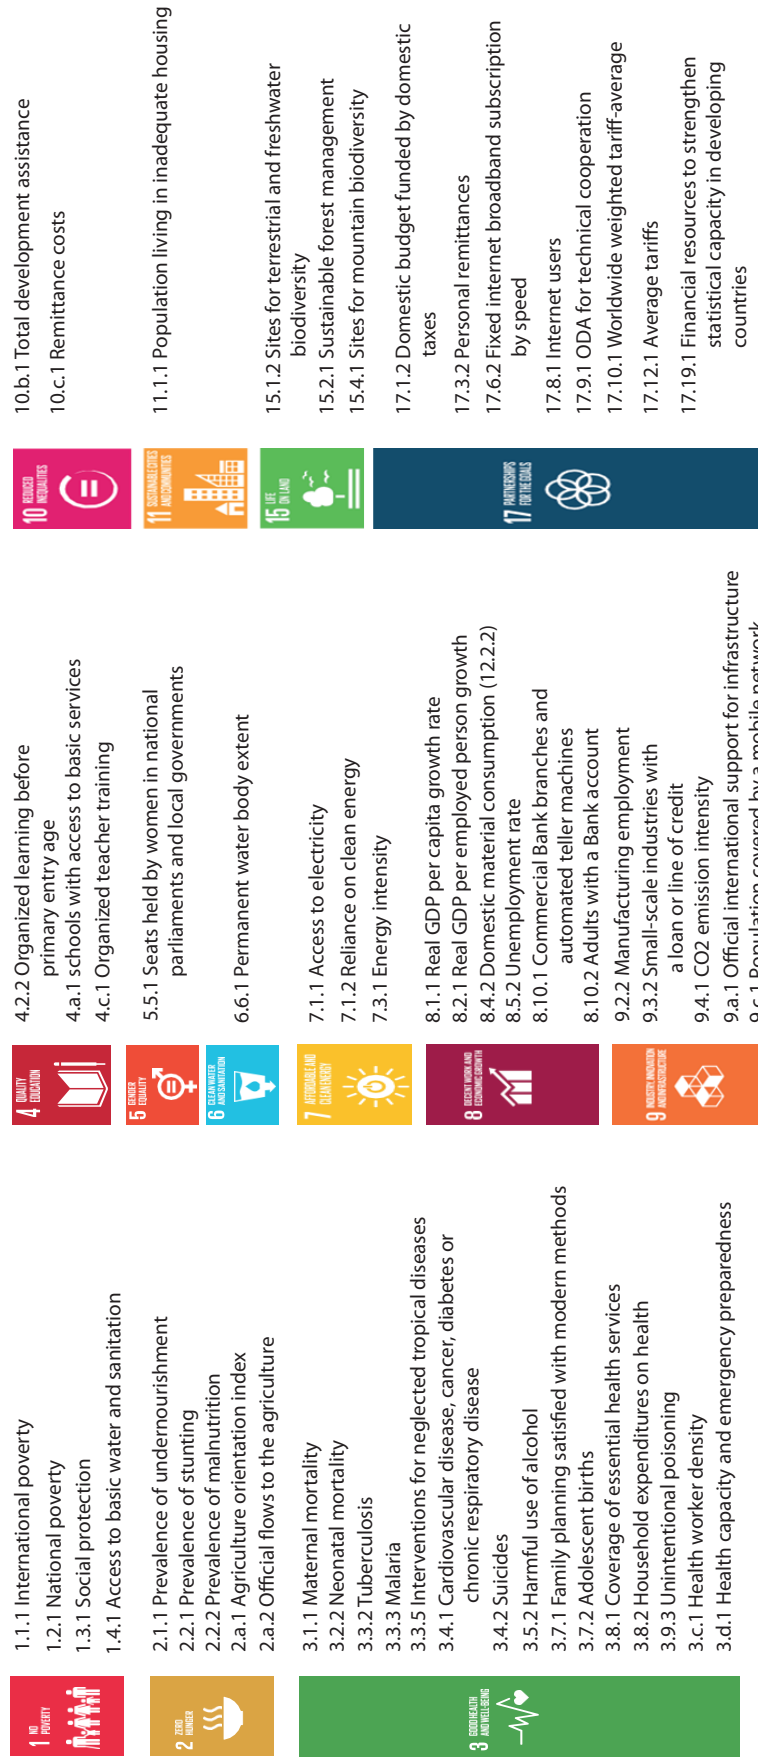 1 NO
POVERTY
1.1.1 International poverty
1.2.1 National poverty
1.3.1 Social protection
1.4.1 Access to basic water and sanitation
2 ZERO
HUNGER
2.1.1 Prevalence of undernourishment
2.2.1 Prevalence of stunting
2.2.2 Prevalence of malnutrition
2.a.1 Agriculture orientation index
2.a.2 Official flows to the agriculture
3 GOOD HEALTH
AND WELL-BEING
3.1.1 Maternal mortality
3.2.2 Neonatal mortality
3.3.2 Tuberculosis
3.3.3 Malaria
3.3.5 Interventions for neglected tropical diseases
3.4.1 Cardiovascular disease, cancer, diabetes or
chronic respiratory disease
3.4.2 Suicides
3.5.2 Harmful use of alcohol
3.7.1 Family planning satisfied with modern methods
3.7.2 Adolescent births
3.8.1 Coverage of essential health services
3.8.2 Household expenditures on health
3.9.3 Unintentional poisoning
3.c.1 Health worker density
3.d.1 Health capacity and emergency preparedness
4 QUALITY
EDUCATION
4.2.2 Organized learning before
primary entry age
4.a.1 schools with access to basic services
4.c.1 Organized teacher training
5 GENDER
EQUALITY
5.5.1 Seats held by women in national
parliaments and local governments
6 CLEAN WATER
AND SANITATION
6.6.1 Permanent water body extent
7 AFFORDABLE AND
CLEAN ENERGY
7.1.1 Access to electricity
7.1.2 Reliance on clean energy
7.3.1 Energy intensity
8 DECENT WORK AND
ECONOMIC GROWTH
8.1.1 Real GDP per capita growth rate
8.2.1 Real GDP per employed person growth
8.4.2 Domestic material consumption (12.2.2)
8.5.2 Unemployment rate
8.10.1 Commercial Bank branches and
automated teller machines
8.10.2 Adults with a Bank account
9 INDUSTRY, INNOVATION
AND INFRASTRUCTURE
9.2.2 Manufacturing employment
9.3.2 Small-scale industries with
a loan or line of credit
9.4.1 CO2 emission intensity
9.a.1 Official international support for infrastructure
9.c.1 Population covered by a mobile network
10 REDUCED
INEQUALITIES
10.b.1 Total development assistance
10.c.1 Remittance costs
11 SUSTAINABLE CITIES
AND COMMUNITIES
11.1.1 Population living in inadequate housing
15 LIFE
ON LAND
15.1.2 Sites for terrestrial and freshwater
biodiversity
15.2.1 Sustainable forest management
15.4.1 Sites for mountain biodiversity
17 PARTNERSHIPS
FOR THE GOALS
17.1.2 Domestic budget funded by domestic
taxes
17.3.2 Personal remittances
17.6.2 Fixed internet broadband subscription
by speed
17.8.1 Internet users
17.9.1 ODA for technical cooperation
17.10.1 Worldwide weighted tariff-average
17.12.1 Average tariffs
17.19.1 Financial resources to strengthen
statistical capacity in developing
countries